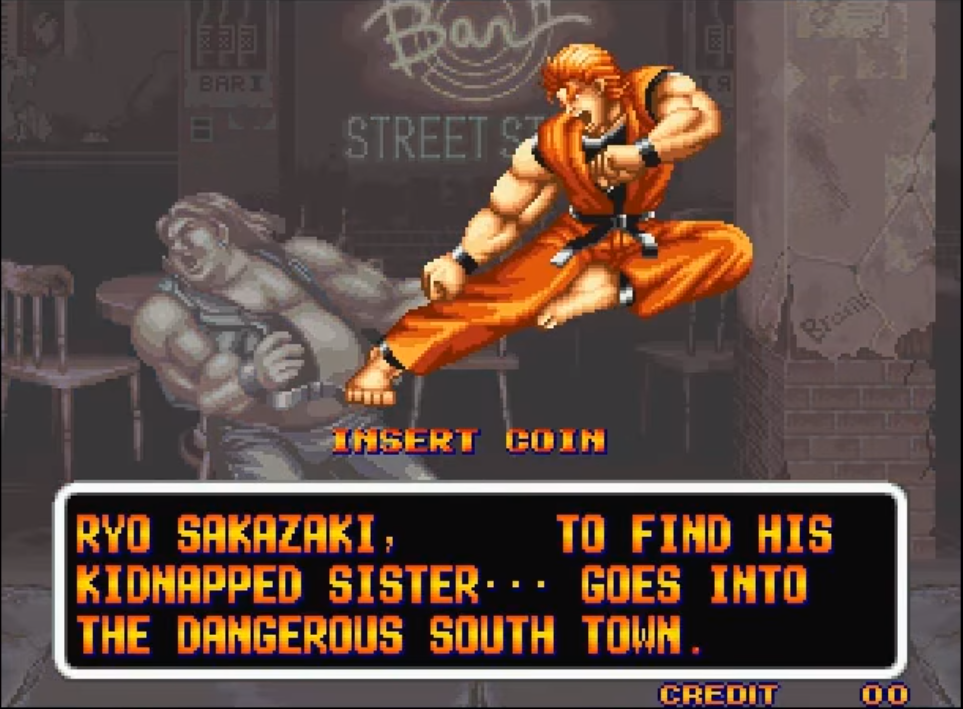 Bar
BAR I
STREET ST
Bronx
INSERT COIN
RYO SAKAZAKI, TO FIND HIS
KIDNAPPED SISTER··· GOES INTO
THE DANGEROUS SOUTH TOWN.
CREDIT 00